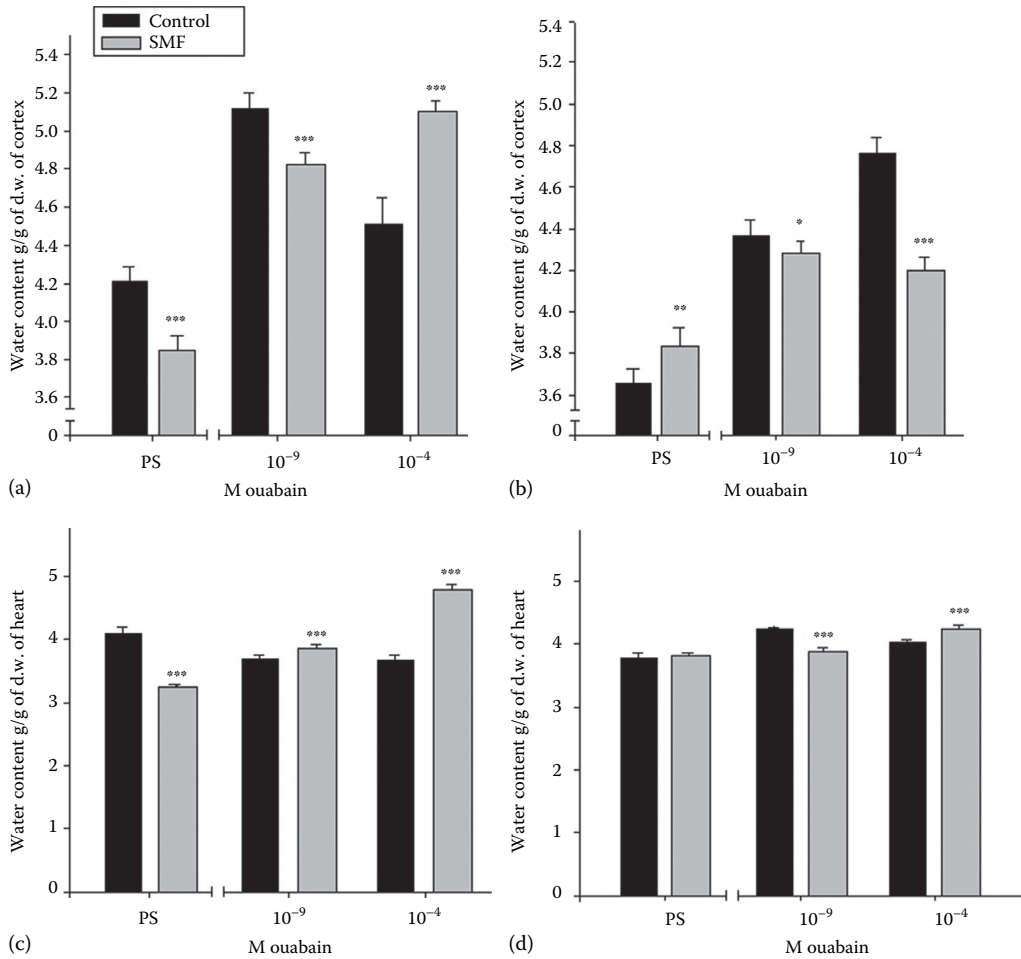 Control
SMF
Water content g/g of d.w. of cortex
5.4
5.2
5.0
4.8
4.6
4.4
4.2
4.0
3.8
3.6
0
***
***
***
PS
10⁻⁹
10⁻⁴
(a)
M ouabain
Water content g/g of d.w. of cortex
5.4
5.2
5.0
4.8
4.6
4.4
4.2
4.0
3.8
3.6
0
**
*
***
PS
10⁻⁹
10⁻⁴
(b)
M ouabain
Water content g/g of d.w. of heart
5
4
3
2
1
0
***
***
***
PS
10⁻⁹
10⁻⁴
(c)
M ouabain
Water content g/g of d.w. of heart
5
4
3
2
1
0
***
***
PS
10⁻⁹
10⁻⁴
(d)
M ouabain